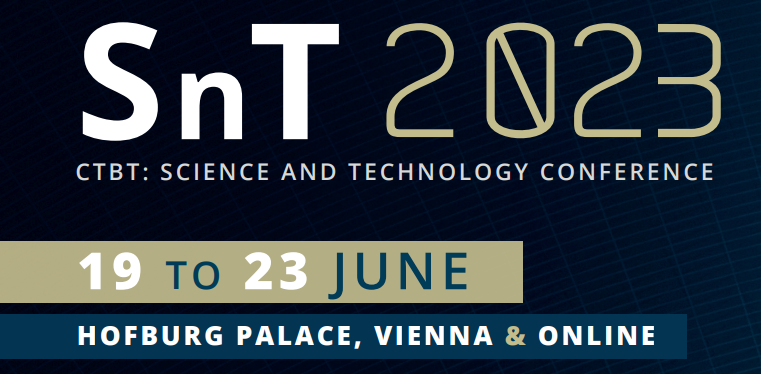 SnT 2023
CTBT: SCIENCE AND TECHNOLOGY CONFERENCE
19 TO 23 JUNE
HOFBURG PALACE, VIENNA & ONLINE